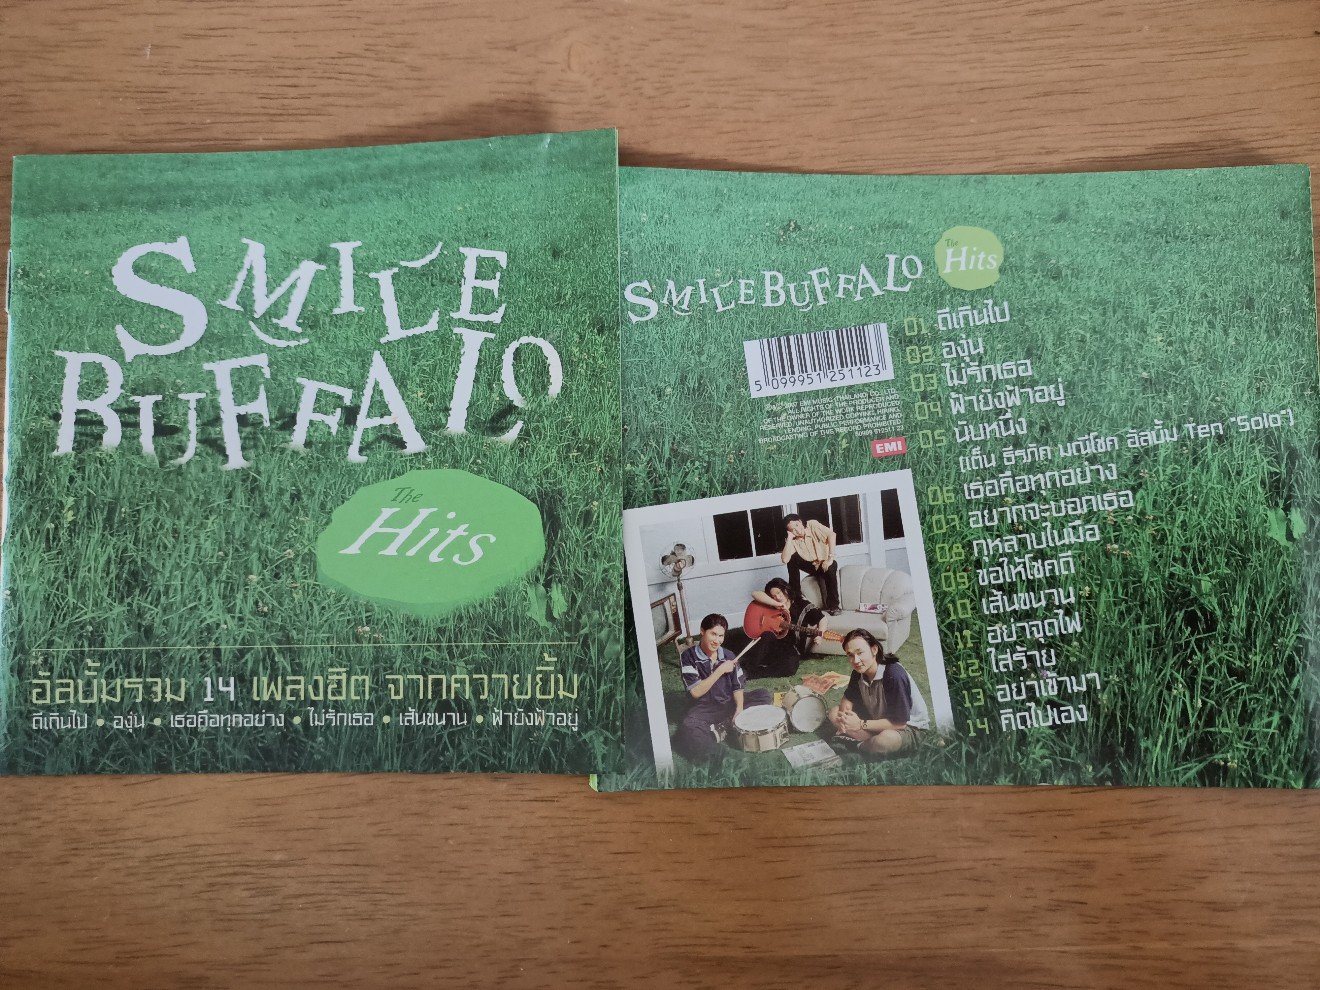 SMILE
BUFFALO
The
Hits
อัลบั้มรวม 14 เพลงฮิต จากควายยิ้ม
ดีเกินไป • องุ่น • เธอคือทุกอย่าง • ไม่รักเธอ • เส้นขนาน • ฟ้ายังฟ้าอยู่
SMILE BUFFALO The Hits
5 099951 251123
EMI
01 ดีเกินไป
02 องุ่น
03 ไม่รักเธอ
04 ฟ้ายังฟ้าอยู่
05 นับหนึ่ง
(เต็น ธีรภัค มณีโชค อัลบั้ม Ten "Solo")
06 เธอคือทุกอย่าง
07 อยากจะบอกเธอ
08 กุหลาบในมือ
09 ขอให้โชคดี
10 เส้นขนาน
11 อย่าจุดไฟ
12 ใส่ร้าย
13 อย่าเข้ามา
14 คิดไปเอง